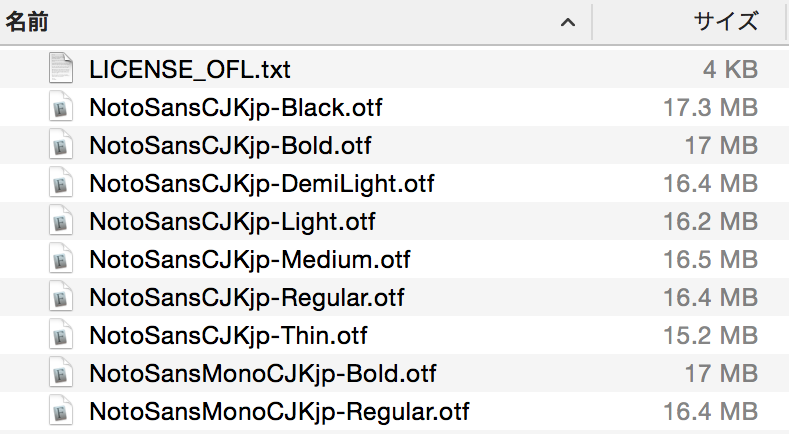 名前 サイズ
LICENSE_OFL.txt 4 KB
NotoSansCJKjp-Black.otf 17.3 MB
NotoSansCJKjp-Bold.otf 17 MB
NotoSansCJKjp-DemiLight.otf 16.4 MB
NotoSansCJKjp-Light.otf 16.2 MB
NotoSansCJKjp-Medium.otf 16.5 MB
NotoSansCJKjp-Regular.otf 16.4 MB
NotoSansCJKjp-Thin.otf 15.2 MB
NotoSansMonoCJKjp-Bold.otf 17 MB
NotoSansMonoCJKjp-Regular.otf 16.4 MB